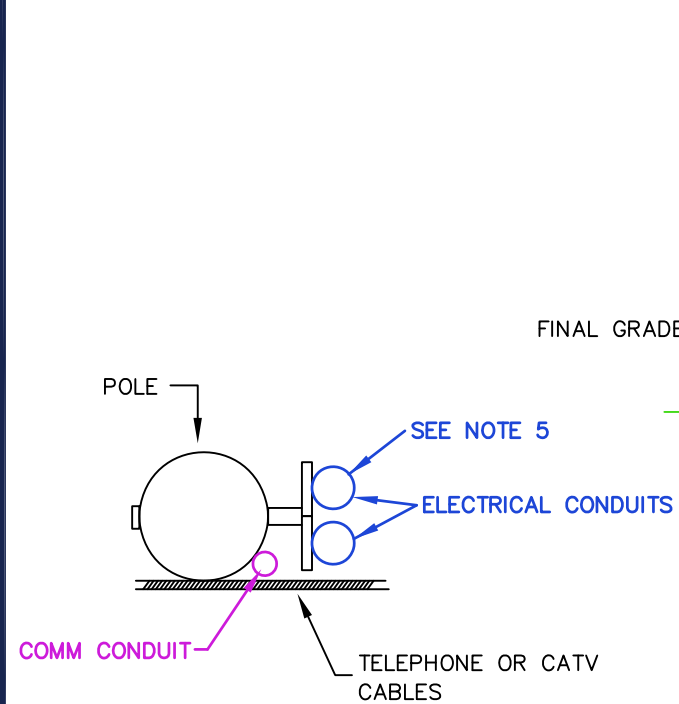 FINAL GRADE
POLE
SEE NOTE 5
ELECTRICAL CONDUITS
COMM CONDUIT
TELEPHONE OR CATV
CABLES